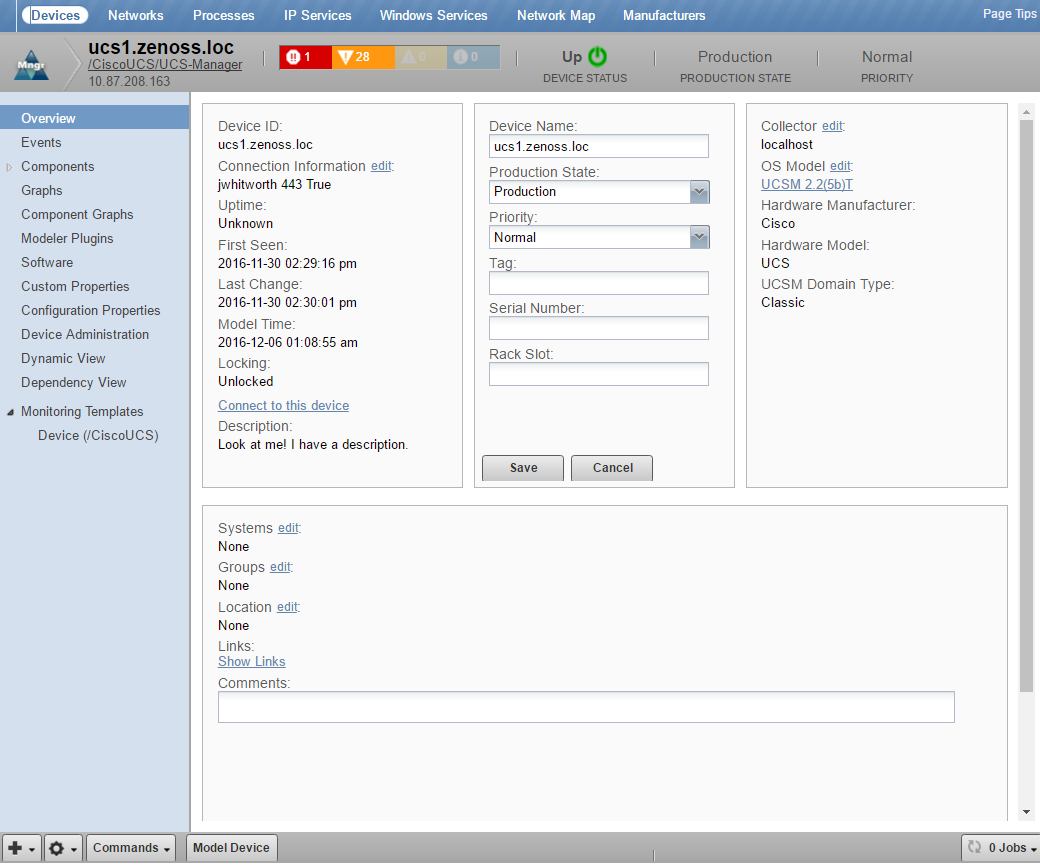 Devices Networks Processes IP Services Windows Services Network Map Manufacturers Page Tips
Mngr
ucs1.zenoss.loc
/CiscoUCS/UCS-Manager
10.87.208.163
1 28 0 0
Up
DEVICE STATUS
Production
PRODUCTION STATE
Normal
PRIORITY
Overview
Events
Components
Graphs
Component Graphs
Modeler Plugins
Software
Custom Properties
Configuration Properties
Device Administration
Dynamic View
Dependency View
Monitoring Templates
Device (/CiscoUCS)
Device ID:
ucs1.zenoss.loc
Connection Information edit:
jwhitworth 443 True
Uptime:
Unknown
First Seen:
2016-11-30 02:29:16 pm
Last Change:
2016-11-30 02:30:01 pm
Model Time:
2016-12-06 01:08:55 am
Locking:
Unlocked
Connect to this device
Description:
Look at me! I have a description.
Device Name:
ucs1.zenoss.loc
Production State:
Production
Priority:
Normal
Tag:
Serial Number:
Rack Slot:
Save Cancel
Collector edit:
localhost
OS Model edit:
UCSM 2.2(5b)T
Hardware Manufacturer:
Cisco
Hardware Model:
UCS
UCSM Domain Type:
Classic
Systems edit:
None
Groups edit:
None
Location edit:
None
Links:
Show Links
Comments:
Commands Model Device 0 Jobs